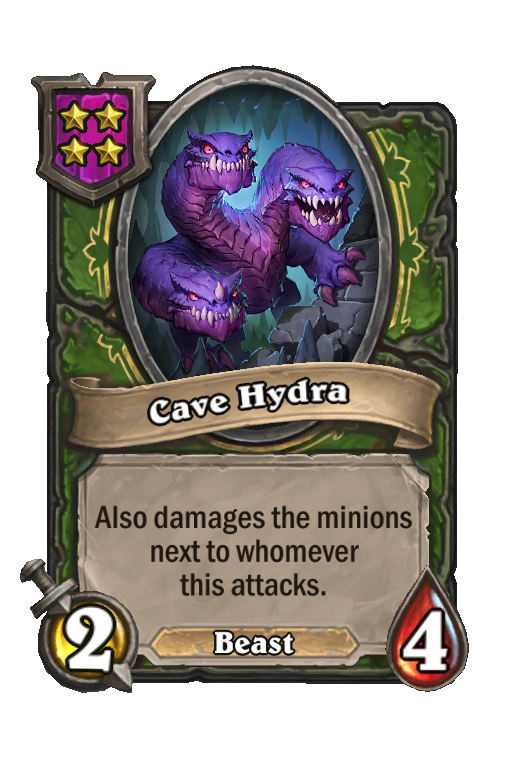 Cave Hydra
Also damages the minions
next to whomever
this attacks.
2
Beast
4